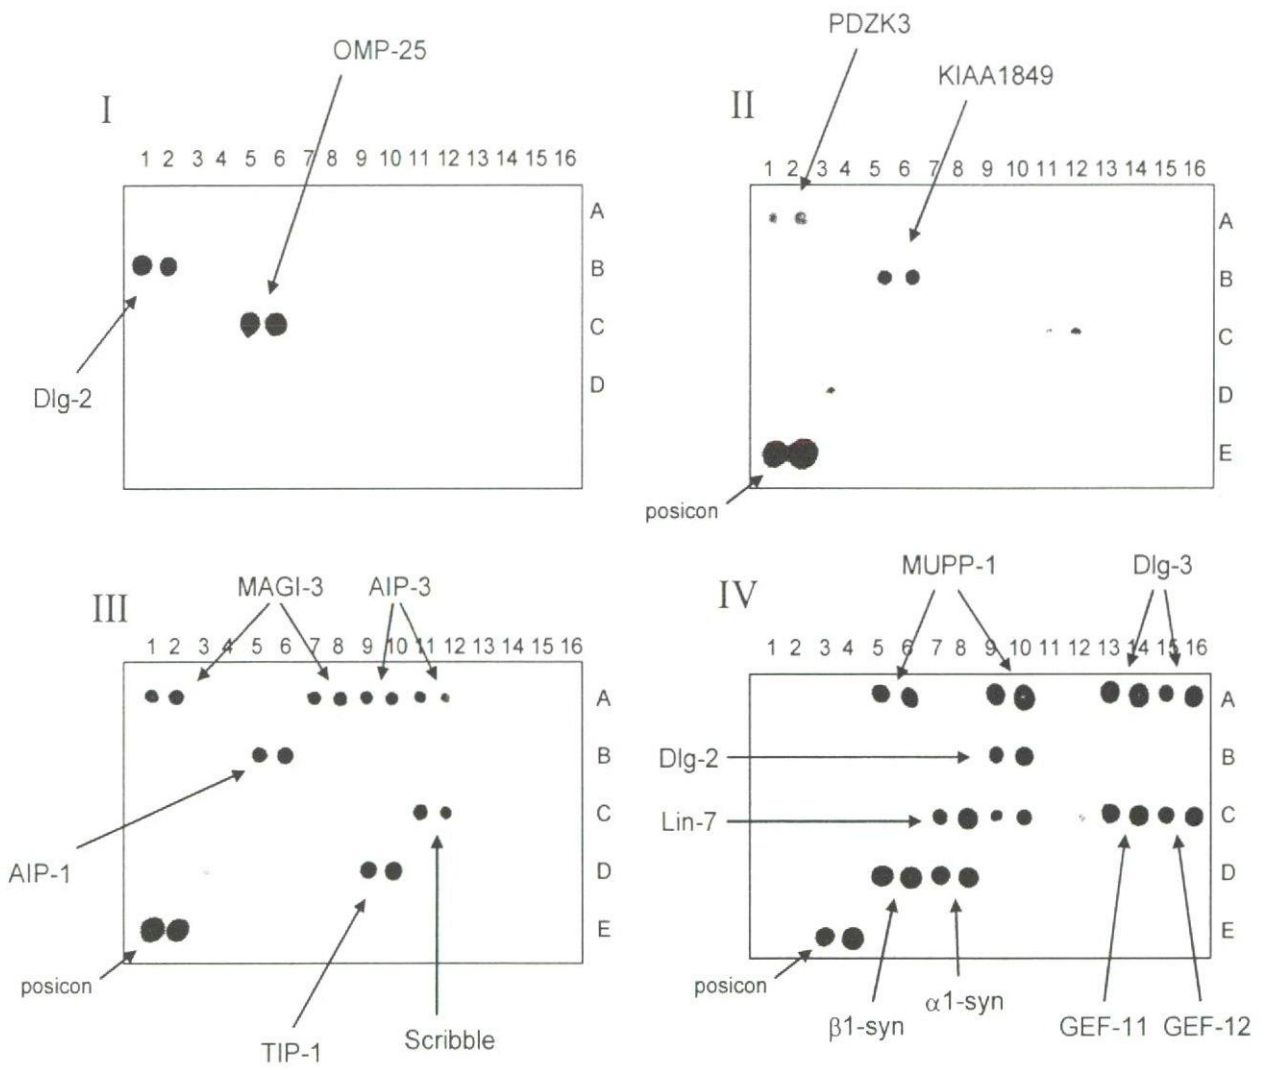 OMP-25
I
1 2 3 4 5 6 7 8 9 10 11 12 13 14 15 16
A
B
C
D
Dlg-2
PDZK3
KIAA1849
II
1 2 3 4 5 6 7 8 9 10 11 12 13 14 15 16
A
B
C
D
E
posicon
MAGI-3 AIP-3
III
1 2 3 4 5 6 7 8 9 10 11 12 13 14 15 16
A
B
C
D
E
AIP-1
posicon
TIP-1
Scribble
MUPP-1 Dlg-3
IV
1 2 3 4 5 6 7 8 9 10 11 12 13 14 15 16
A
Dlg-2 B
Lin-7 C
D
E
posicon
β1-syn
α1-syn
GEF-11 GEF-12